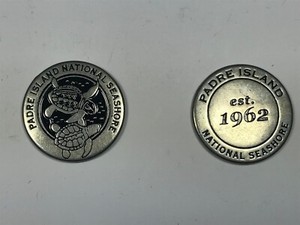 PADRE ISLAND NATIONAL SEASHORE
PADRE ISLAND
est.
1962
NATIONAL SEASHORE